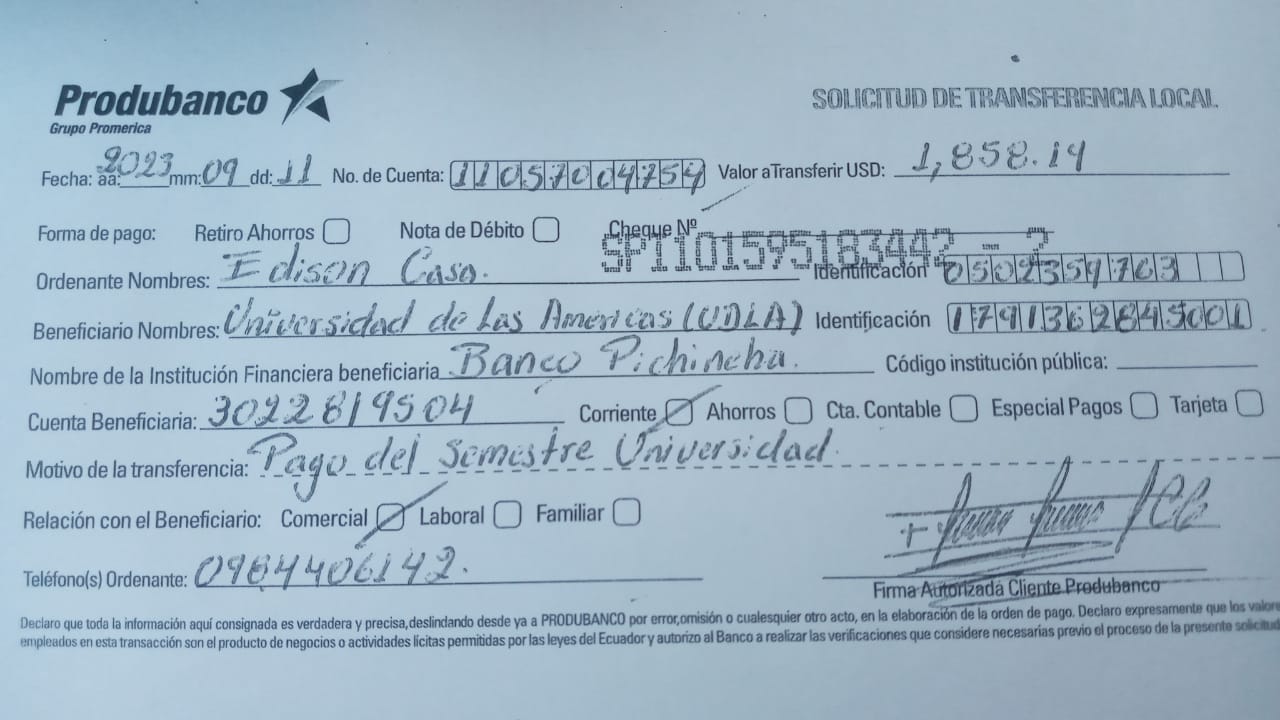 Produbanco
Grupo Promerica
SOLICITUD DE TRANSFERENCIA LOCAL
Fecha: aa: 2023 mm: 09 dd: 11 No. de Cuenta: 11057004754 Valor a Transferir USD: 1,858.14
Forma de pago: Retiro Ahorros Nota de Débito Cheque Nº
SPI1101595183442 - 2
Ordenante Nombres: Edison Casa. Identificación 0502359763
Beneficiario Nombres: Universidad de Las Americas (UDLA) Identificación 1791362845001
Nombre de la Institución Financiera beneficiaria Banco Pichincha. Código institución pública:
Cuenta Beneficiaria: 3022819504 Corriente Ahorros Cta. Contable Especial Pagos Tarjeta
Motivo de la transferencia: Pago del Semestre Universidad.
Relación con el Beneficiario: Comercial Laboral Familiar
Teléfono(s) Ordenante: 0984406142.
Firma Autorizada Cliente Produbanco
Declaro que toda la información aquí consignada es verdadera y precisa, deslindando desde ya a PRODUBANCO por error, omisión o cualesquier otro acto, en la elaboración de la orden de pago. Declaro expresamente que los valore
empleados en esta transacción son el producto de negocios o actividades lícitas permitidas por las leyes del Ecuador y autorizo al Banco a realizar las verificaciones que considere necesarias previo el proceso de la presente solicitud